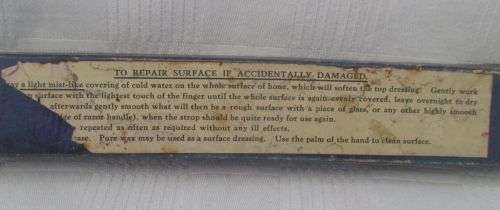 TO REPAIR SURFACE IF ACCIDENTALLY DAMAGED.
a light mist-like covering of cold water on the whole surface of hone, which will soften the top dressing. Gently work
surface with the lightest touch of the finger until the whole surface is again evenly covered, leave overnight to dry
afterwards gently smooth what will then be a rough surface with a piece of glass, or any other highly smooth
of razor handle), when the strop should be quite ready for use again.
repeated as often as required without any ill effects.
Pure wax may be used as a surface dressing. Use the palm of the hand to clean surface.